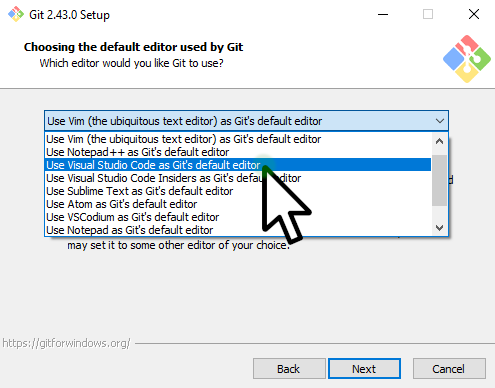 Git 2.43.0 Setup
Choosing the default editor used by Git
Which editor would you like Git to use?
Use Vim (the ubiquitous text editor) as Git's default editor
Use Vim (the ubiquitous text editor) as Git's default editor
Use Notepad++ as Git's default editor
Use Visual Studio Code as Git's default editor
Use Visual Studio Code Insiders as Git's default editor
Use Sublime Text as Git's default editor
Use Atom as Git's default editor
Use VSCodium as Git's default editor
Use Notepad as Git's default editor
may set it to some other editor of your choice.
https://gitforwindows.org/
Back
Next
Cancel